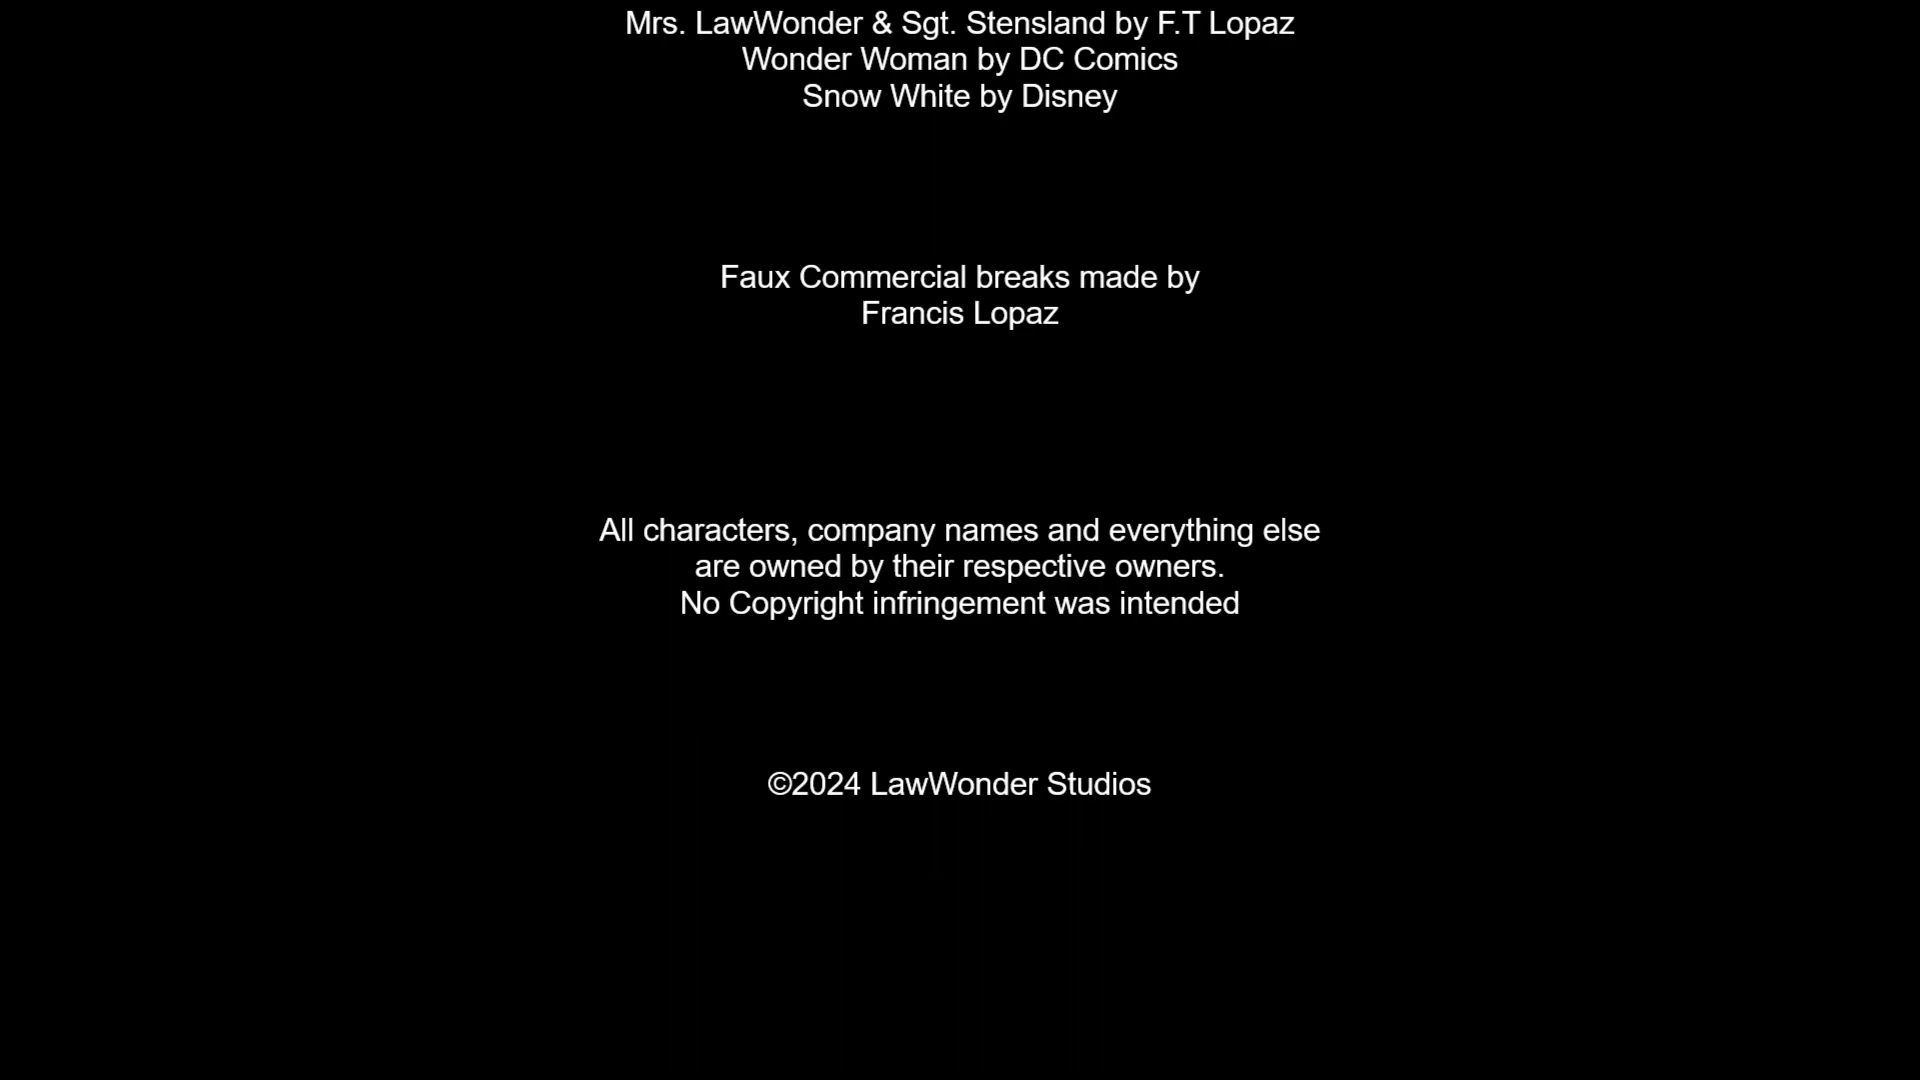 Mrs. LawWonder & Sgt. Stensland by F.T Lopaz
Wonder Woman by DC Comics
Snow White by Disney
Faux Commercial breaks made by
Francis Lopaz
All characters, company names and everything else
are owned by their respective owners.
No Copyright infringement was intended
©2024 LawWonder Studios